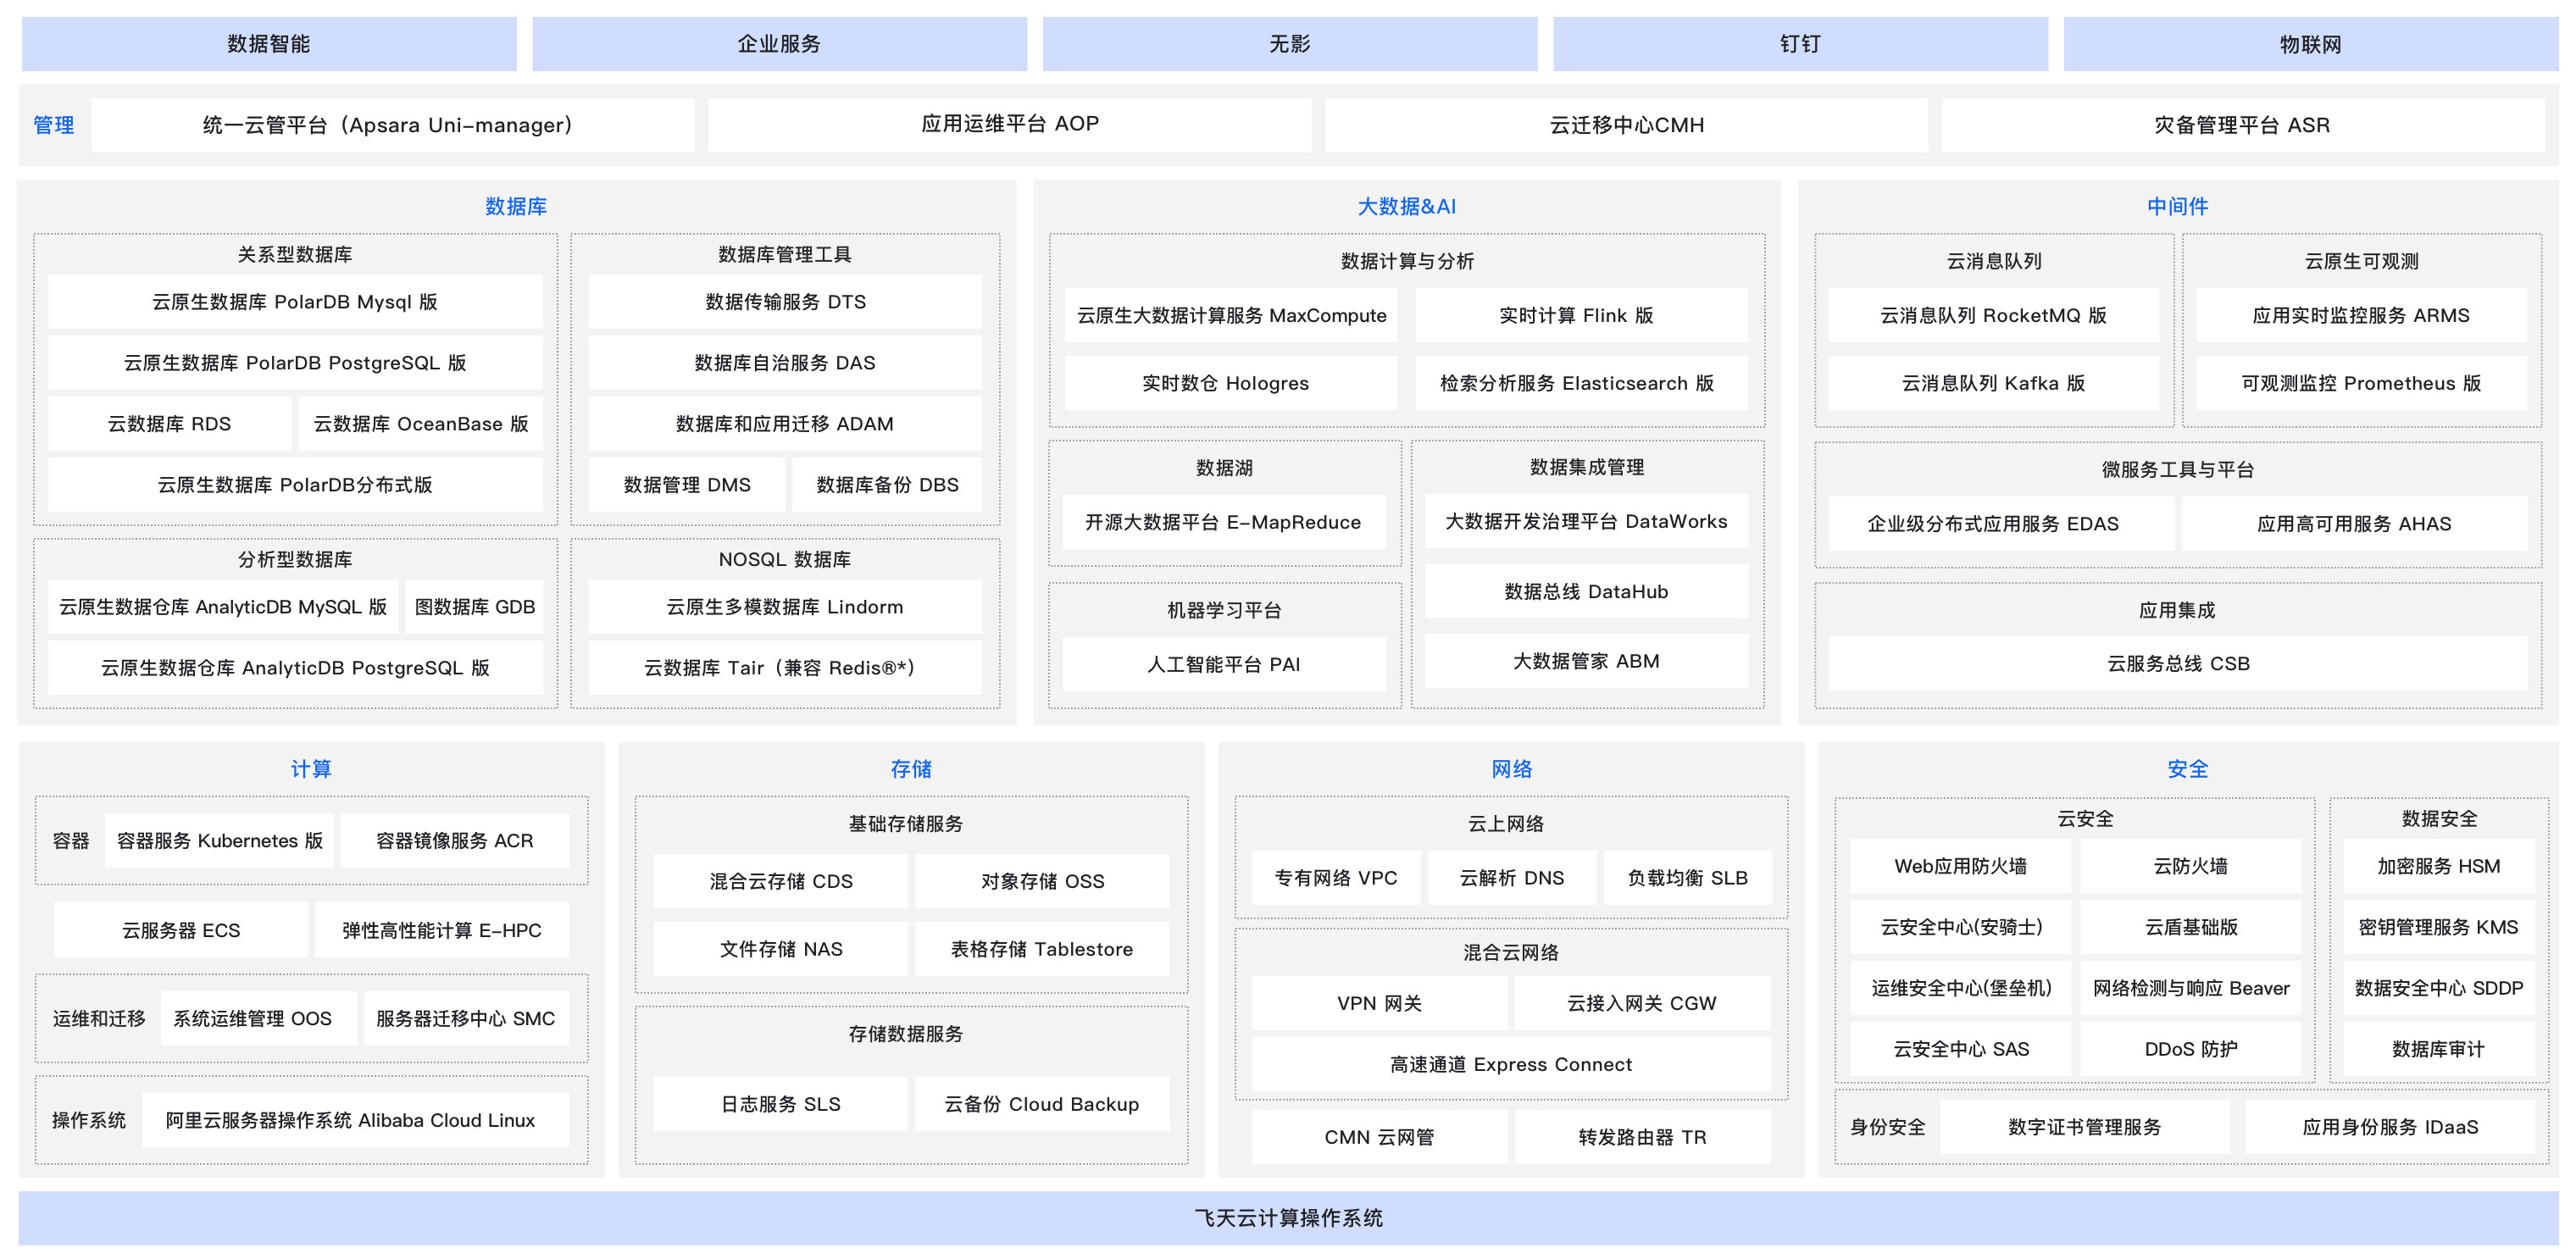 数据智能
企业服务
无影
钉钉
物联网
管理
统一云管平台（Apsara Uni-manager）
应用运维平台 AOP
云迁移中心CMH
灾备管理平台 ASR
数据库
关系型数据库
云原生数据库 PolarDB Mysql 版
云原生数据库 PolarDB PostgreSQL 版
云数据库 RDS
云数据库 OceanBase 版
云原生数据库 PolarDB分布式版
数据库管理工具
数据传输服务 DTS
数据库自治服务 DAS
数据库和应用迁移 ADAM
数据管理 DMS
数据库备份 DBS
分析型数据库
云原生数据仓库 AnalyticDB MySQL 版
图数据库 GDB
云原生数据仓库 AnalyticDB PostgreSQL 版
NOSQL 数据库
云原生多模数据库 Lindorm
云数据库 Tair（兼容 Redis®*）
大数据&AI
数据计算与分析
云原生大数据计算服务 MaxCompute
实时计算 Flink 版
实时数仓 Hologres
检索分析服务 Elasticsearch 版
数据湖
开源大数据平台 E-MapReduce
机器学习平台
人工智能平台 PAI
数据集成管理
大数据开发治理平台 DataWorks
数据总线 DataHub
大数据管家 ABM
中间件
云消息队列
云消息队列 RocketMQ 版
云消息队列 Kafka 版
云原生可观测
应用实时监控服务 ARMS
可观测监控 Prometheus 版
微服务工具与平台
企业级分布式应用服务 EDAS
应用高可用服务 AHAS
应用集成
云服务总线 CSB
计算
容器
容器服务 Kubernetes 版
容器镜像服务 ACR
云服务器 ECS
弹性高性能计算 E-HPC
运维和迁移
系统运维管理 OOS
服务器迁移中心 SMC
操作系统
阿里云服务器操作系统 Alibaba Cloud Linux
存储
基础存储服务
混合云存储 CDS
对象存储 OSS
文件存储 NAS
表格存储 Tablestore
存储数据服务
日志服务 SLS
云备份 Cloud Backup
网络
云上网络
专有网络 VPC
云解析 DNS
负载均衡 SLB
混合云网络
VPN 网关
云接入网关 CGW
高速通道 Express Connect
CMN 云网管
转发路由器 TR
安全
云安全
Web应用防火墙
云防火墙
云安全中心(安骑士)
云盾基础版
运维安全中心(堡垒机)
网络检测与响应 Beaver
云安全中心 SAS
DDoS 防护
数据安全
加密服务 HSM
密钥管理服务 KMS
数据安全中心 SDDP
数据库审计
身份安全
数字证书管理服务
应用身份服务 IDaaS
飞天云计算操作系统